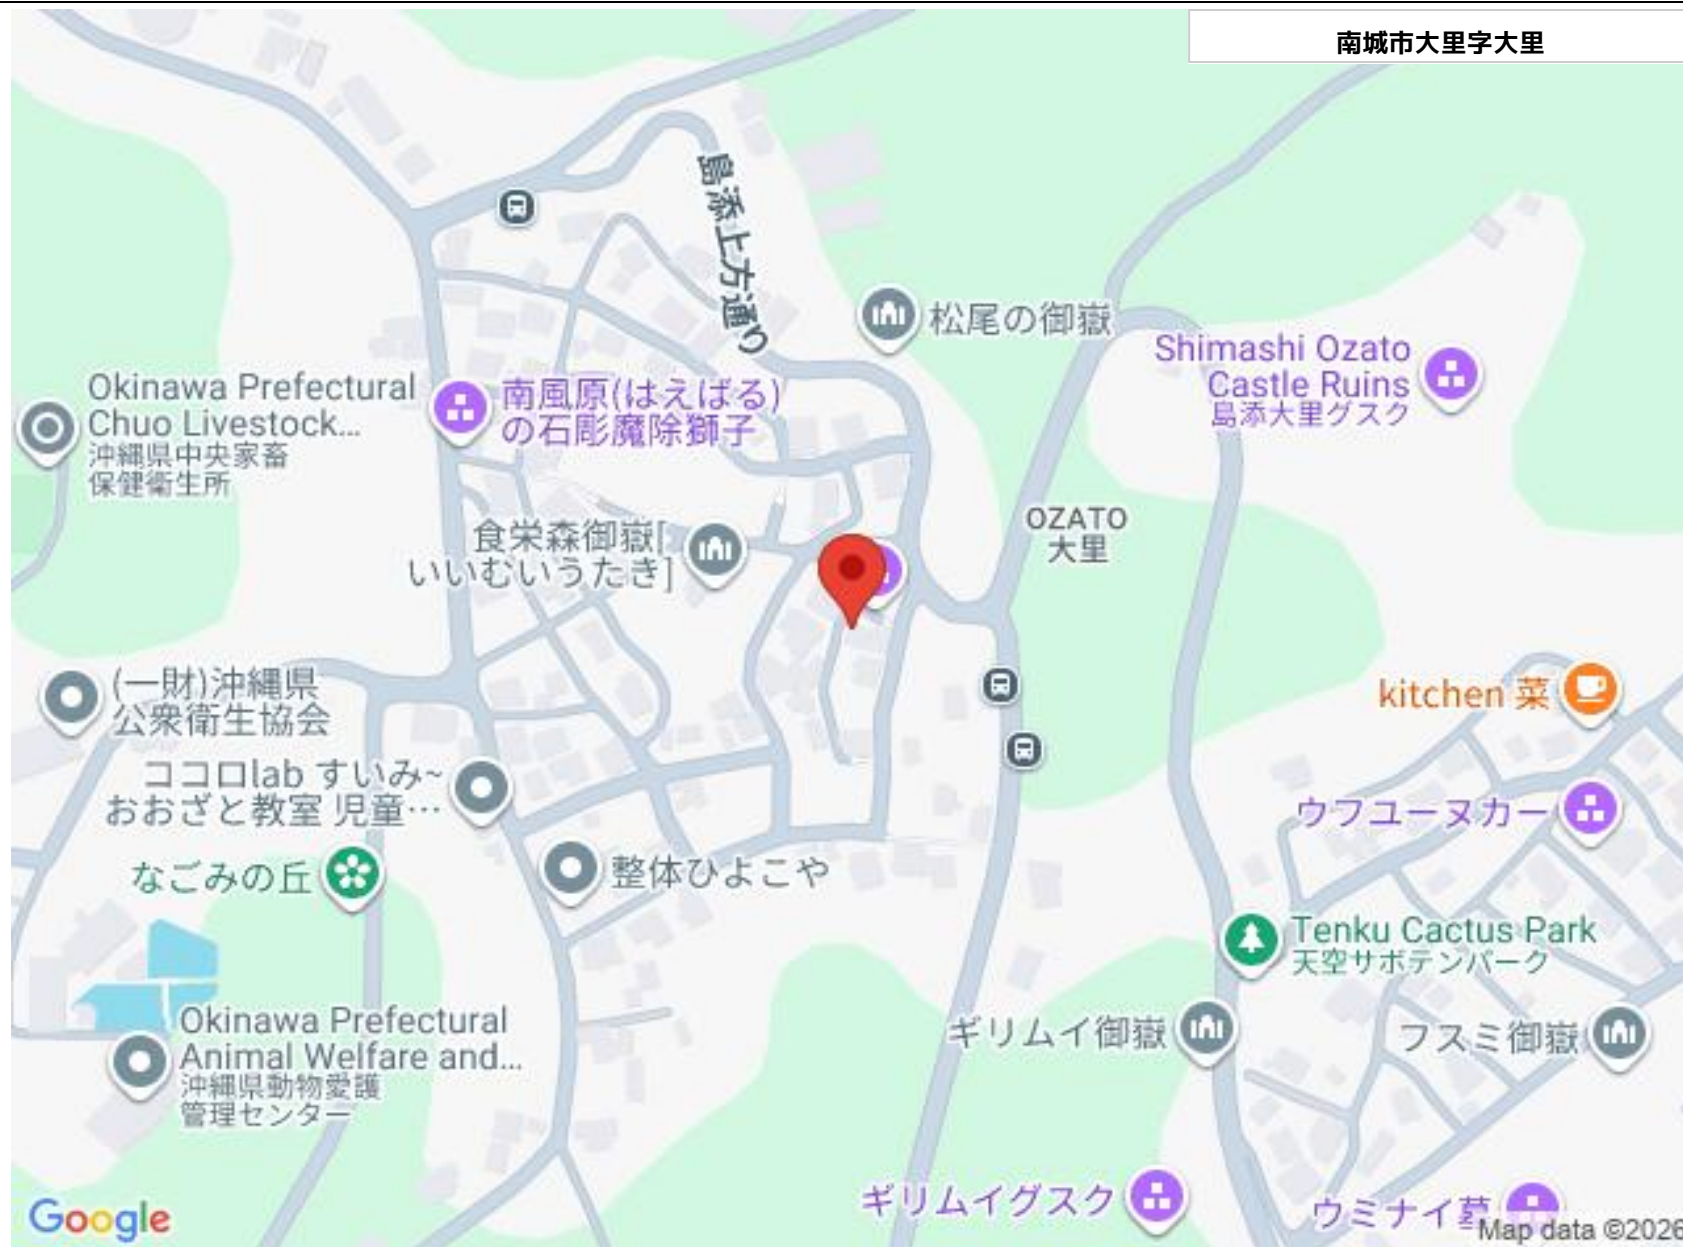 南城市大里字大里
島添上方通り
松尾の御嶽
Shimashi Ozato
Castle Ruins
島添大里グスク
Okinawa Prefectural
Chuo Livestock...
沖縄県中央家畜
保健衛生所
南風原(はえばる)
の石彫魔除獅子
OZATO
大里
食栄森御嶽[
いいむいうたき]
(一財)沖縄県
公衆衛生協会
kitchen 菜
ココロlab すいみ~
おおざと教室 児童…
ウフユーヌカー
なごみの丘
整体ひよこや
Tenku Cactus Park
天空サボテンパーク
Okinawa Prefectural
Animal Welfare and...
沖縄県動物愛護
管理センター
ギリムイ御嶽
フスミ御嶽
ギリムイグスク
ウミナイ墓
Google
Map data ©2026